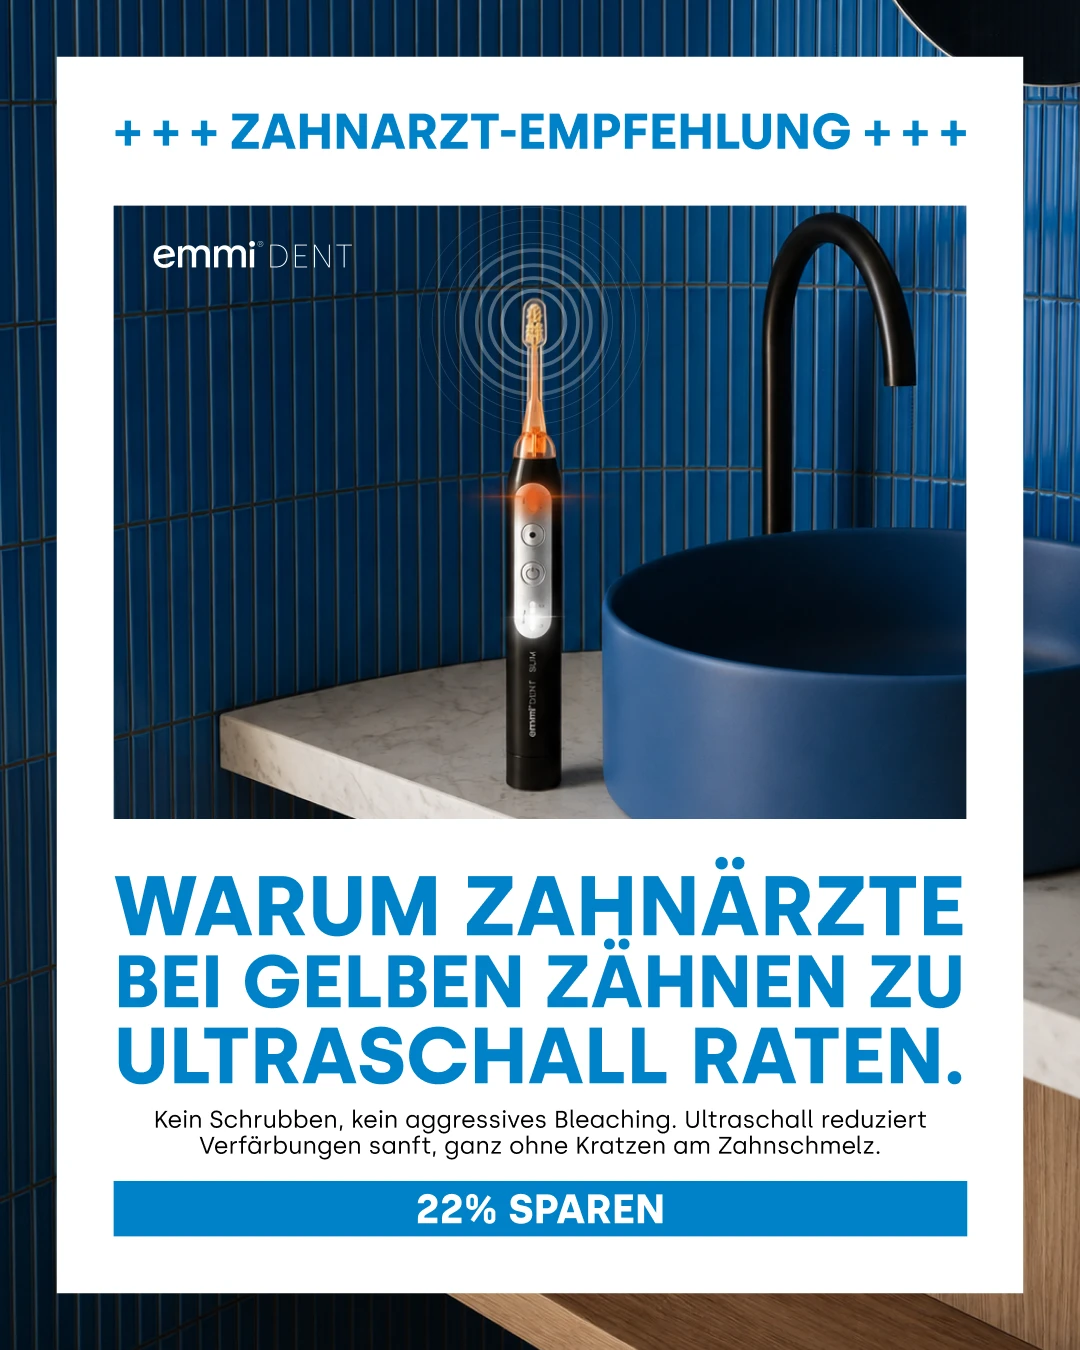 + + + ZAHNARZT-EMPFEHLUNG + + +
emmi® DENT
emmi® DENT SLIM
WARUM ZAHNÄRZTE
BEI GELBEN ZÄHNEN ZU
ULTRASCHALL RATEN.
Kein Schrubben, kein aggressives Bleaching. Ultraschall reduziert
Verfärbungen sanft, ganz ohne Kratzen am Zahnschmelz.
22% SPAREN